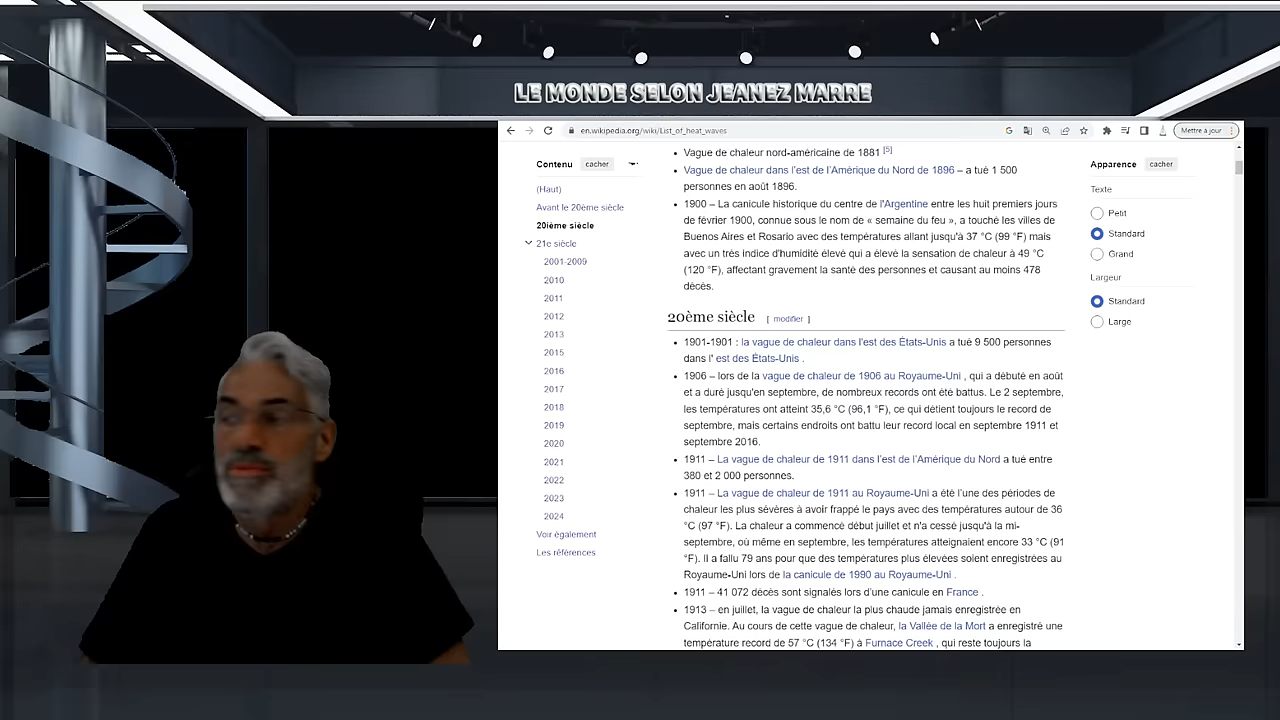 LE MONDE SELON JEANEZ MARRE
en.wikipedia.org/wiki/List_of_heat_waves
Mettre à jour
Contenu cacher
(Haut)
Avant le 20ème siècle
20ième siècle
21e siècle
2001-2009
2010
2011
2012
2013
2015
2016
2017
2018
2019
2020
2021
2022
2023
2024
Voir également
Les références
Vague de chaleur nord-américaine de 1881 [5]
Vague de chaleur dans l'est de l'Amérique du Nord de 1896 – a tué 1 500
personnes en août 1896.
1900 – La canicule historique du centre de l'Argentine entre les huit premiers jours
de février 1900, connue sous le nom de « semaine du feu », a touché les villes de
Buenos Aires et Rosario avec des températures allant jusqu'à 37 °C (99 °F) mais
avec un très indice d'humidité élevé qui a élevé la sensation de chaleur à 49 °C
(120 °F), affectant gravement la santé des personnes et causant au moins 478
décès.
20ème siècle [ modifier ]
1901-1901 : la vague de chaleur dans l'est des États-Unis a tué 9 500 personnes
dans l' est des États-Unis .
1906 – lors de la vague de chaleur de 1906 au Royaume-Uni , qui a débuté en août
et a duré jusqu'en septembre, de nombreux records ont été battus. Le 2 septembre,
les températures ont atteint 35,6 °C (96,1 °F), ce qui détient toujours le record de
septembre, mais certains endroits ont battu leur record local en septembre 1911 et
septembre 2016.
1911 – La vague de chaleur de 1911 dans l'est de l'Amérique du Nord a tué entre
380 et 2 000 personnes.
1911 – La vague de chaleur de 1911 au Royaume-Uni a été l'une des périodes de
chaleur les plus sévères à avoir frappé le pays avec des températures autour de 36
°C (97 °F). La chaleur a commencé début juillet et n'a cessé jusqu'à la mi-
septembre, où même en septembre, les températures atteignaient encore 33 °C (91
°F). Il a fallu 79 ans pour que des températures plus élevées soient enregistrées au
Royaume-Uni lors de la canicule de 1990 au Royaume-Uni .
1911 – 41 072 décès sont signalés lors d'une canicule en France .
1913 – en juillet, la vague de chaleur la plus chaude jamais enregistrée en
Californie. Au cours de cette vague de chaleur, la Vallée de la Mort a enregistré une
température record de 57 °C (134 °F) à Furnace Creek , qui reste toujours la
Apparence cacher
Texte
Petit
Standard
Grand
Largeur
Standard
Large